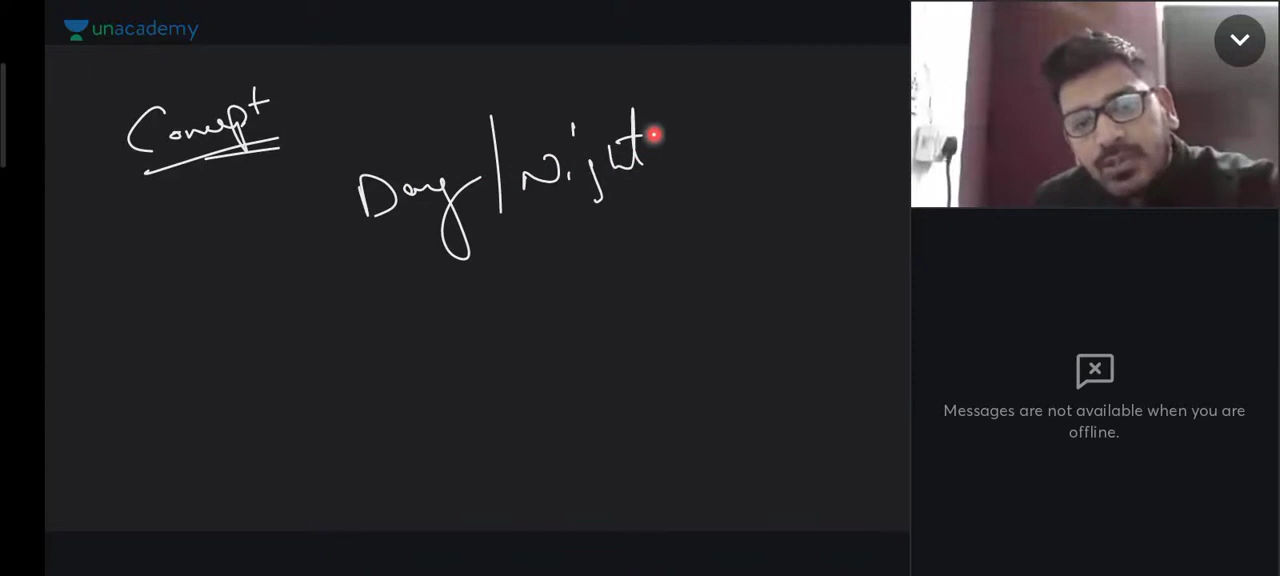 unacademy
Concept
Day | Night
Messages are not available when you are
offline.